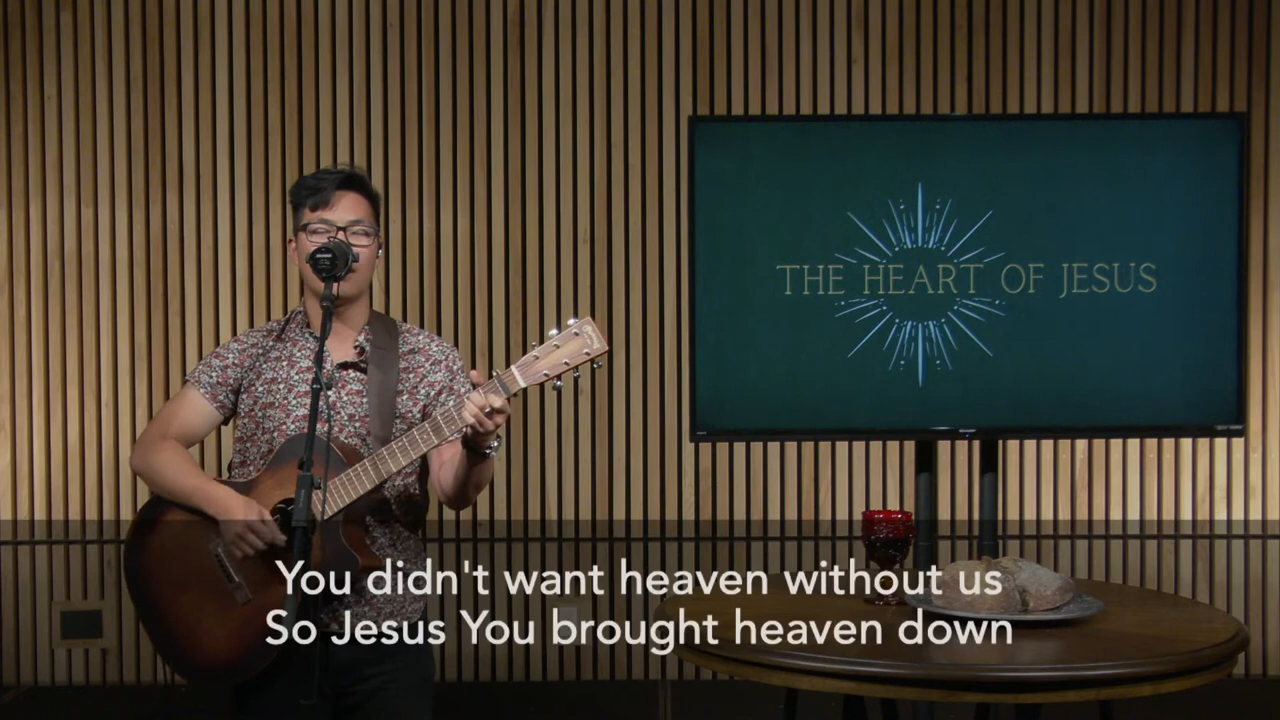 THE HEART OF JESUS
You didn't want heaven without us
So Jesus You brought heaven down